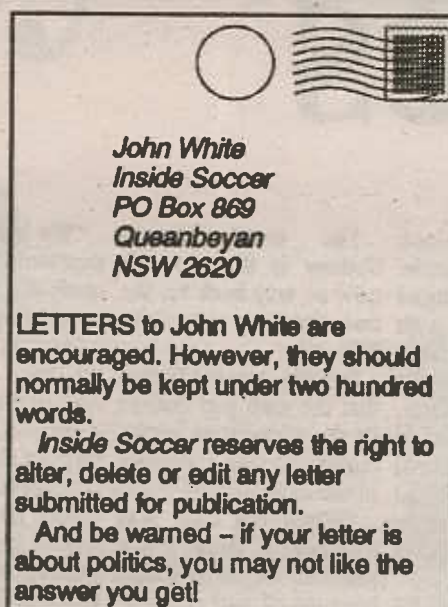 John White
Inside Soccer
PO Box 869
Queanbeyan
NSW 2620
LETTERS to John White are
encouraged. However, they should
normally be kept under two hundred
words.
Inside Soccer reserves the right to
alter, delete or edit any letter
submitted for publication.
And be warned – if your letter is
about politics, you may not like the
answer you get!